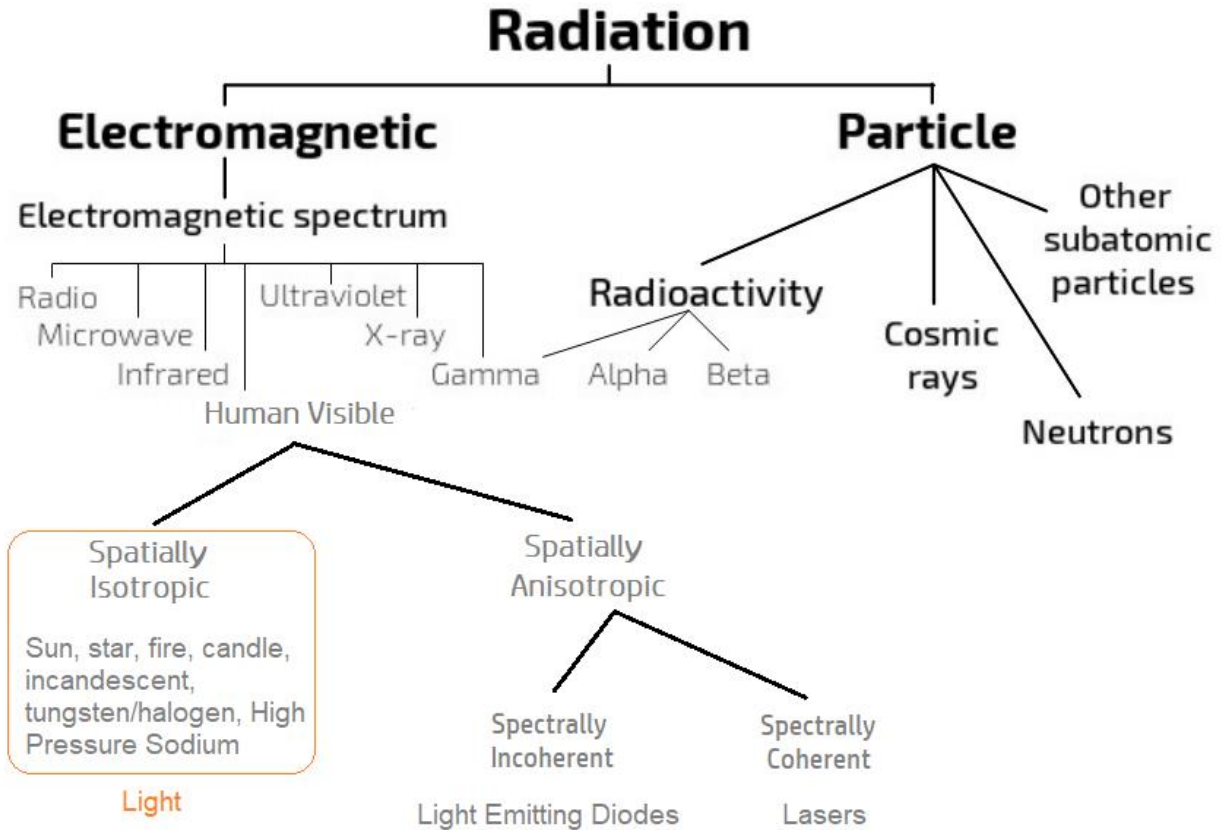 Radiation
Electromagnetic
Particle
Electromagnetic spectrum
Radio
Microwave
Infrared
Human Visible
Ultraviolet
X-ray
Gamma
Radioactivity
Alpha
Beta
Cosmic
rays
Neutrons
Other
subatomic
particles
Spatially
Isotropic
Sun, star, fire, candle,
incandescent,
tungsten/halogen, High
Pressure Sodium
Light
Spatially
Anisotropic
Spectrally
Incoherent
Light Emitting Diodes
Spectrally
Coherent
Lasers